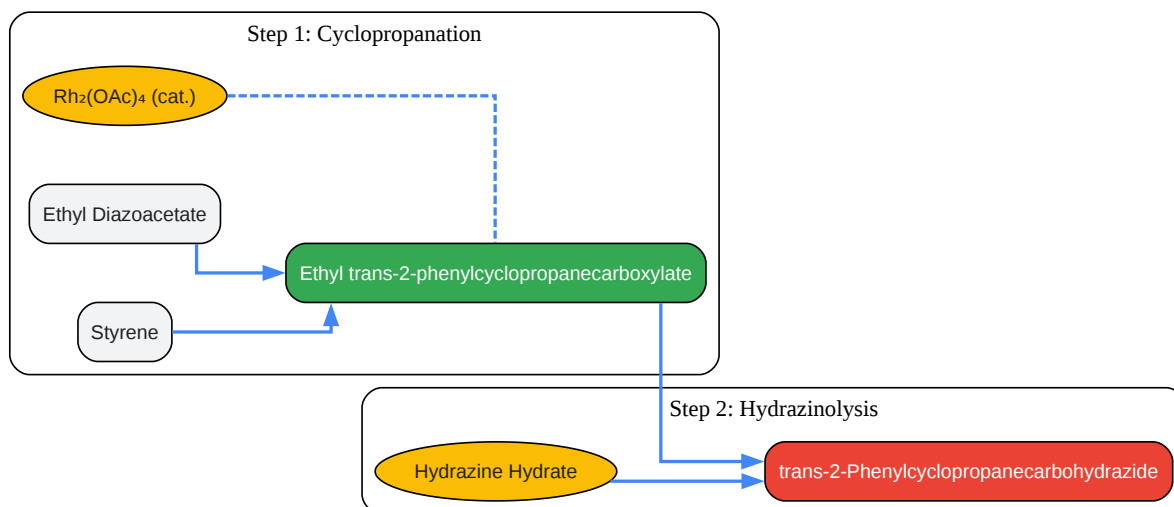 Step 1: Cyclopropanation
Rh₂(OAc)₄ (cat.)
Ethyl Diazoacetate
Ethyl trans-2-phenylcyclopropanecarboxylate
Styrene
Step 2: Hydrazinolysis
Hydrazine Hydrate
trans-2-Phenylcyclopropanecarbohydrazide